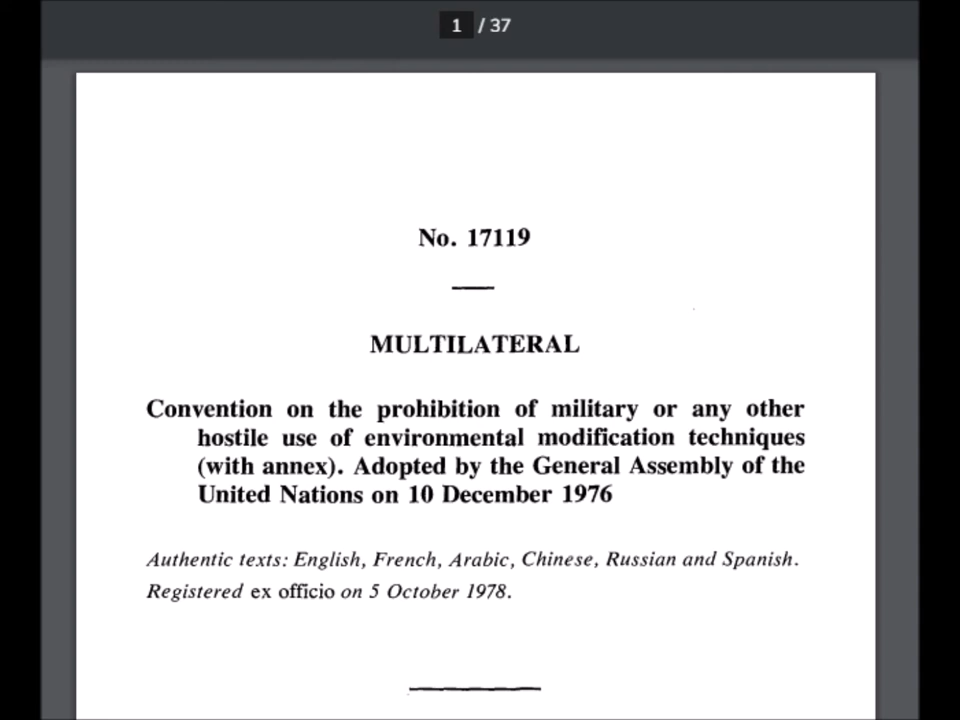 1 / 37
No. 17119
MULTILATERAL
Convention on the prohibition of military or any other
hostile use of environmental modification techniques
(with annex). Adopted by the General Assembly of the
United Nations on 10 December 1976
Authentic texts: English, French, Arabic, Chinese, Russian and Spanish.
Registered ex officio on 5 October 1978.